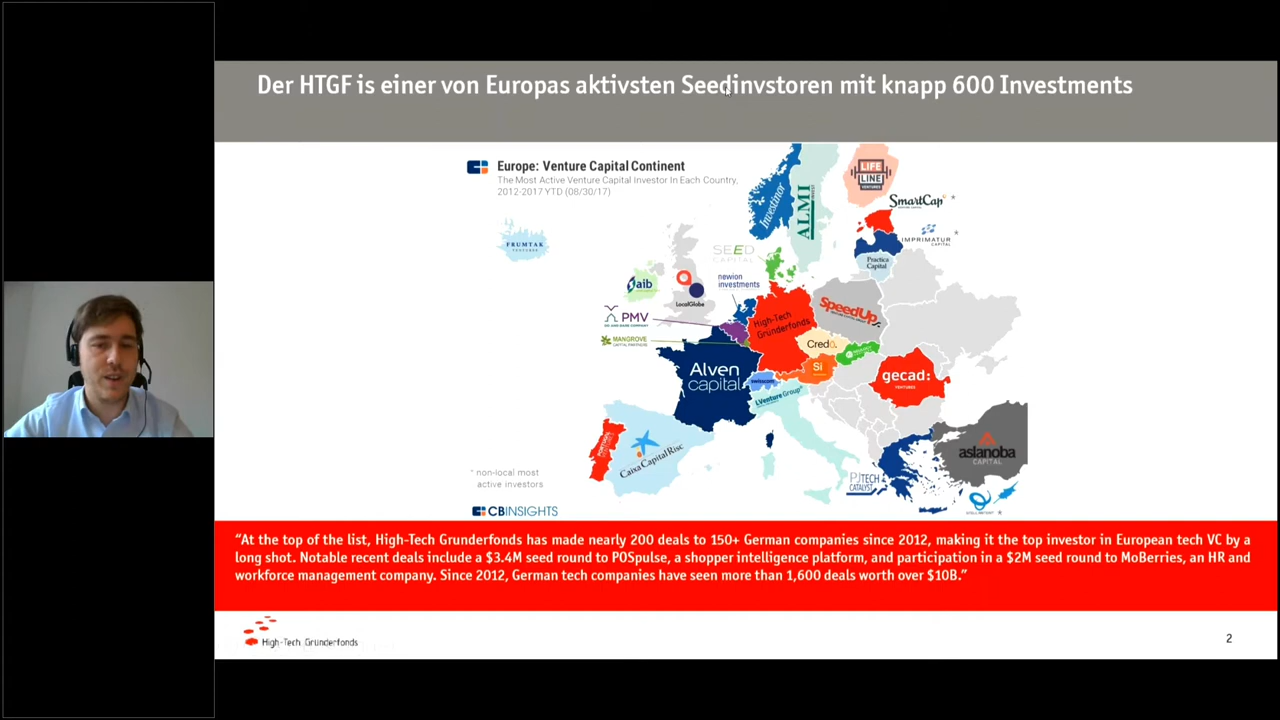 Der HTGF is einer von Europas aktivsten Seedinvstoren mit knapp 600 Investments
Europe: Venture Capital Continent
The Most Active Venture Capital Investor In Each Country,
2012-2017 YTD (08/30/17)
FRUMTAK
VENTURES
Investinor
ALMI
INVEST
LIFE
LINE
VENTURES
SmartCap
*
IMPRIMATUR
CAPITAL
*
Practica
Capital
SEED
CAPITAL
newion
investments
aib
LocalGlobe
PMV
MANGROVE
CAPITAL PARTNERS
High-Tech
Gründerfonds
SpeedUp
Credo
Si
swisscom
LVenture Group
Alven
capital
gecad:
VENTURES
CaixaCapitalRisc
PJTECH
CATALYST
aslanoba
CAPITAL
*
* non-local most
active investors
CBINSIGHTS
"At the top of the list, High-Tech Grunderfonds has made nearly 200 deals to 150+ German companies since 2012, making it the top investor in European tech VC by a
long shot. Notable recent deals include a $3.4M seed round to POSpulse, a shopper intelligence platform, and participation in a $2M seed round to MoBerries, an HR and
workforce management company. Since 2012, German tech companies have seen more than 1,600 deals worth over $10B."
High-Tech Gründerfonds
2